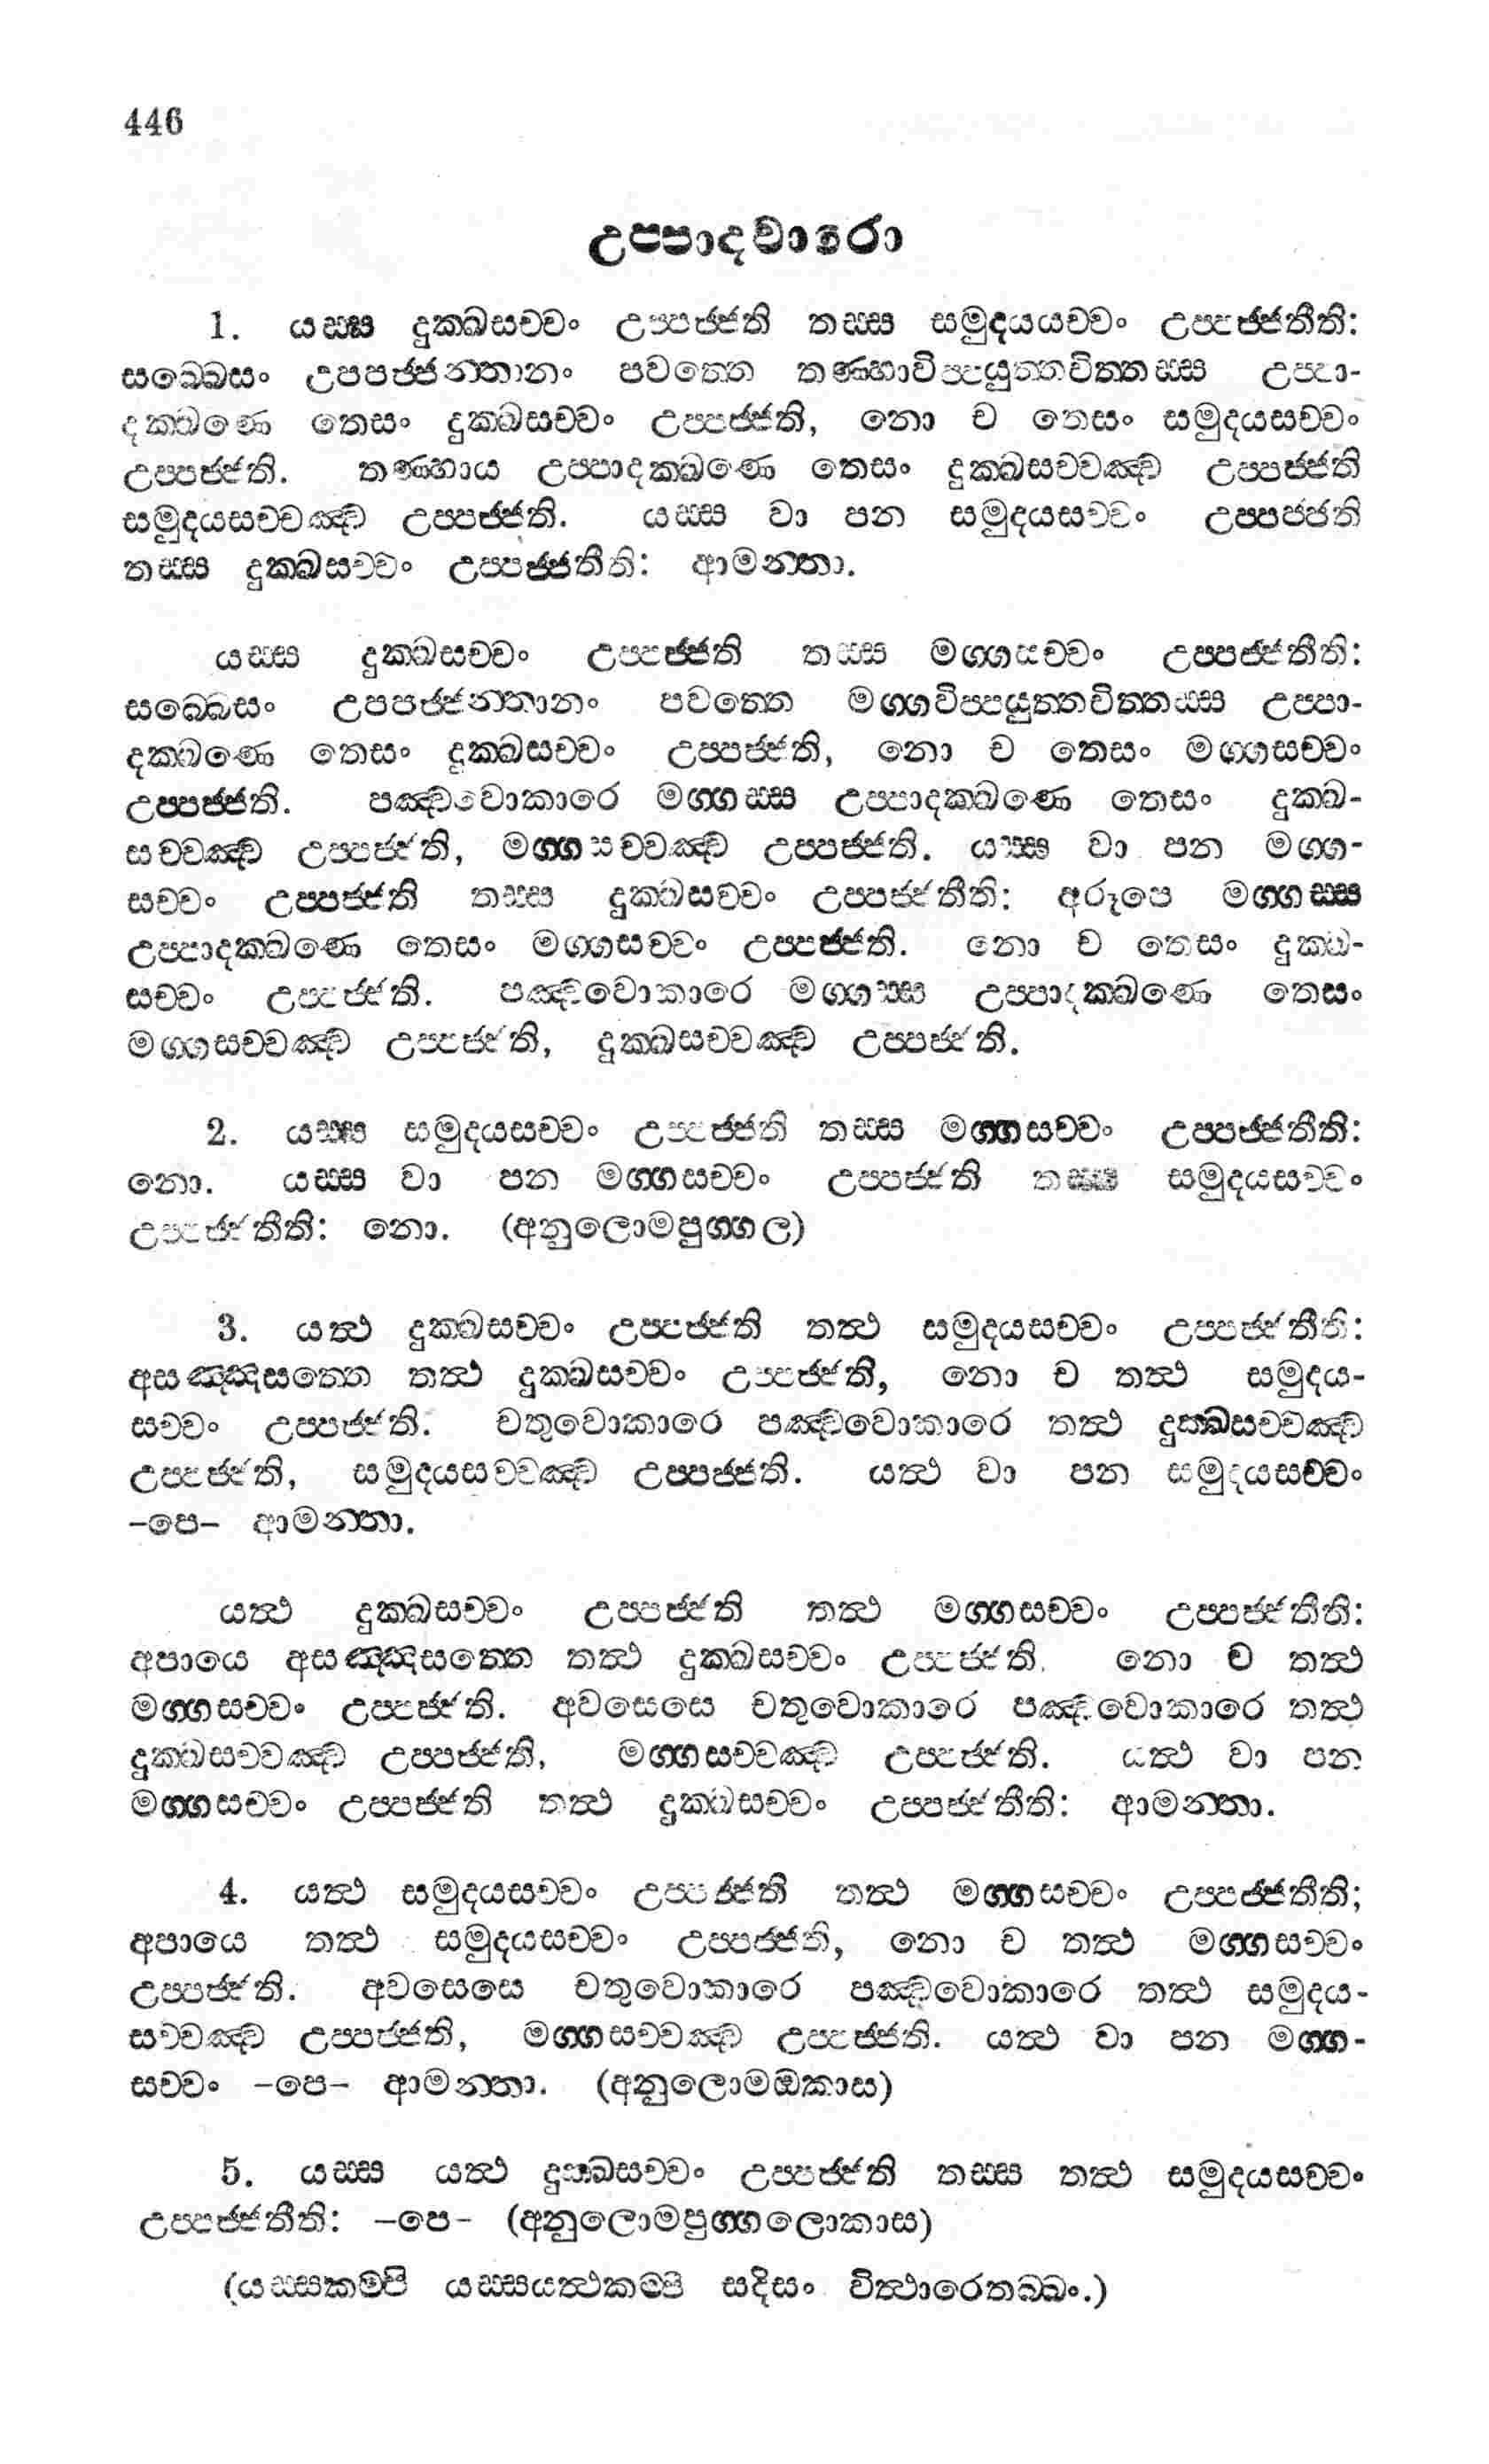 446
උප්පාදවාරො
1. යස්ස දුක්ඛසච්චං උප්පජ්ජති තස්ස සමුදයයච්චං උප්පජ්ජතීති:
සබ්බෙසං උපපජ්ජන්තානං පවත්තෙ තණ්හාවිප්පයුත්තචිත්තස්ස උප්පා-
දක්ඛණෙ තෙසං දුක්ඛසච්චං උප්පජ්ජති, නො ච තෙසං සමුදයසච්චං
උප්පජ්ජති. තණ්හාය උප්පාදක්ඛණෙ තෙසං දුක්ඛසච්චඤ්ච උප්පජ්ජති
සමුදයසච්චඤ්ච උප්පජ්ජති. යස්ස වා පන සමුදයසච්චං උප්පජ්ජති
තස්ස දුක්ඛසච්චං උප්පජ්ජතීති: ආමන්තා.
යස්ස දුක්ඛසච්චං උප්පජ්ජති තස්ස මග්ගසච්චං උප්පජ්ජතීති:
සබ්බෙසං උපපජ්ජන්තානං පවත්තෙ මග්ගවිප්පයුත්තචිත්තස්ස උප්පා-
දක්ඛණෙ තෙසං දුක්ඛසච්චං උප්පජ්ජති, නො ච තෙසං මග්ගසච්චං
උප්පජ්ජති. පඤ්චවොකාරෙ මග්ගස්ස උප්පාදක්ඛණෙ තෙසං දුක්ඛ-
සච්චඤ්ච උප්පජ්ජති, මග්ගසච්චඤ්ච උප්පජ්ජති. යස්ස වා පන මග්ග-
සච්චං උප්පජ්ජති තස්ස දුක්ඛසච්චං උප්පජ්ජතීති: අරූපෙ මග්ගස්ස
උප්පාදක්ඛණෙ තෙසං මග්ගසච්චං උප්පජ්ජති. නො ච තෙසං දුක්ඛ-
සච්චං උප්පජ්ජති. පඤ්චවොකාරෙ මග්ගස්ස උප්පාදක්ඛණෙ තෙසං
මග්ගසච්චඤ්ච උප්පජ්ජති, දුක්ඛසච්චඤ්ච උප්පජ්ජති.
2. යස්ස සමුදයසච්චං උප්පජ්ජති තස්ස මග්ගසච්චං උප්පජ්ජතීති:
නො. යස්ස වා පන මග්ගසච්චං උප්පජ්ජති තස්ස සමුදයසච්චං
උප්පජ්ජතීති: නො. (අනුලොමපුග්ගල)
3. යත්ථ දුක්ඛසච්චං උප්පජ්ජති තත්ථ සමුදයසච්චං උප්පජ්ජතීති:
අසඤ්ඤසත්තෙ තත්ථ දුක්ඛසච්චං උප්පජ්ජති, නො ච තත්ථ සමුදය-
සච්චං උප්පජ්ජති. චතුවොකාරෙ පඤ්චවොකාරෙ තත්ථ දුක්ඛසච්චඤ්ච
උප්පජ්ජති, සමුදයසච්චඤ්ච උප්පජ්ජති. යත්ථ වා පන සමුදයසච්චං
–පෙ– ආමන්තා.
යත්ථ දුක්ඛසච්චං උප්පජ්ජති තත්ථ මග්ගසච්චං උප්පජ්ජතීති:
අපායෙ අසඤ්ඤසත්තෙ තත්ථ දුක්ඛසච්චං උප්පජ්ජති. නො ච තත්ථ
මග්ගසච්චං උප්පජ්ජති. අවසෙසෙ චතුවොකාරෙ පඤ්චවොකාරෙ තත්ථ
දුක්ඛසච්චඤ්ච උප්පජ්ජති, මග්ගසච්චඤ්ච උප්පජ්ජති. යත්ථ වා පන
මග්ගසච්චං උප්පජ්ජති තත්ථ දුක්ඛසච්චං උප්පජ්ජතීති: ආමන්තා.
4. යත්ථ සමුදයසච්චං උප්පජ්ජති තත්ථ මග්ගසච්චං උප්පජ්ජතීති;
අපායෙ තත්ථ සමුදයසච්චං උප්පජ්ජති, නො ච තත්ථ මග්ගසච්චං
උප්පජ්ජති. අවසෙසෙ චතුවොකාරෙ පඤ්චවොකාරෙ තත්ථ සමුදය-
සච්චඤ්ච උප්පජ්ජති, මග්ගසච්චඤ්ච උප්පජ්ජති. යත්ථ වා පන මග්ග-
සච්චං –පෙ– ආමන්තා. (අනුලොමඔකාස)
5. යස්ස යත්ථ දුක්ඛසච්චං උප්පජ්ජති තස්ස තත්ථ සමුදයසච්චං
උප්පජ්ජතීති: –පෙ– (අනුලොමපුග්ගලොකාස)
(යස්සකම්පි යස්සයත්ථකම්පි සදිසං විත්ථාරෙතබ්බං.)